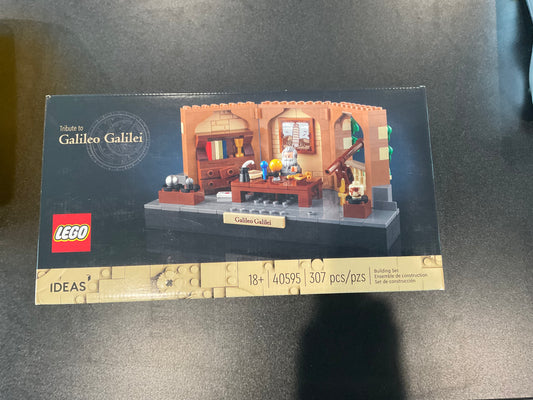 Tribute to
Galileo Galilei
Galileo Galilei
LEGO
IDEAS
18+ 40595 307 pcs/pzs
Building Set
Ensemble de construction
Set de construcción